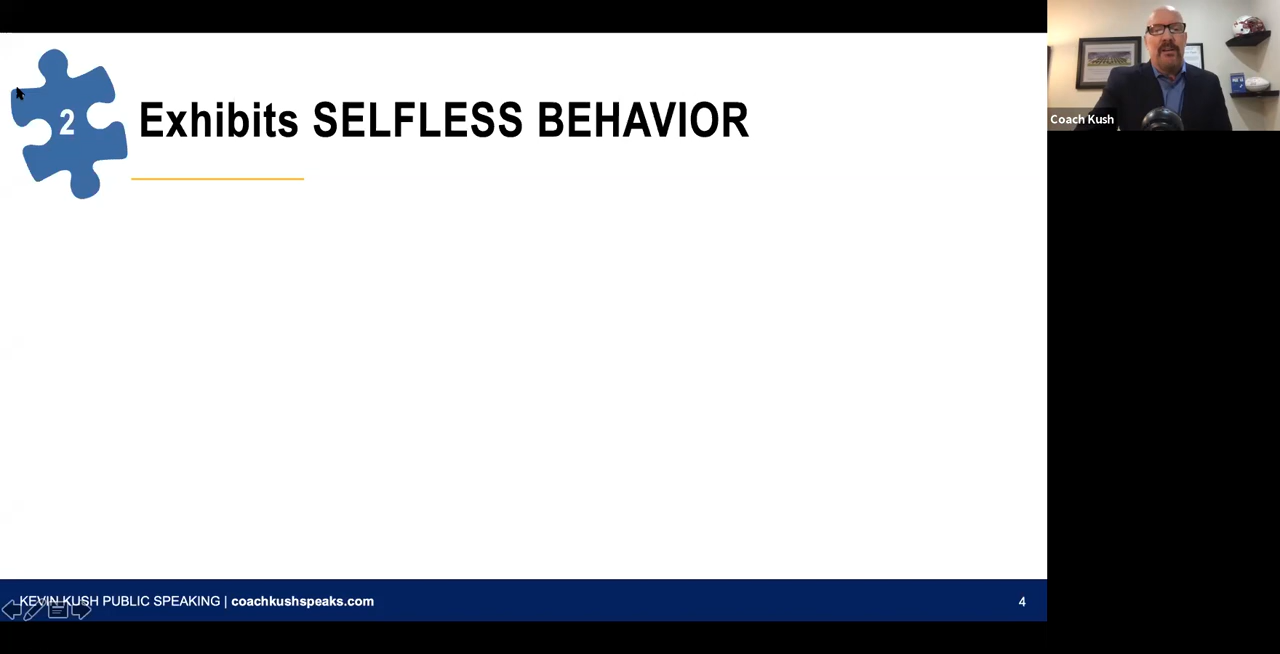 2
Exhibits SELFLESS BEHAVIOR
Coach Kush
KEVIN KUSH PUBLIC SPEAKING | coachkushspeaks.com
4